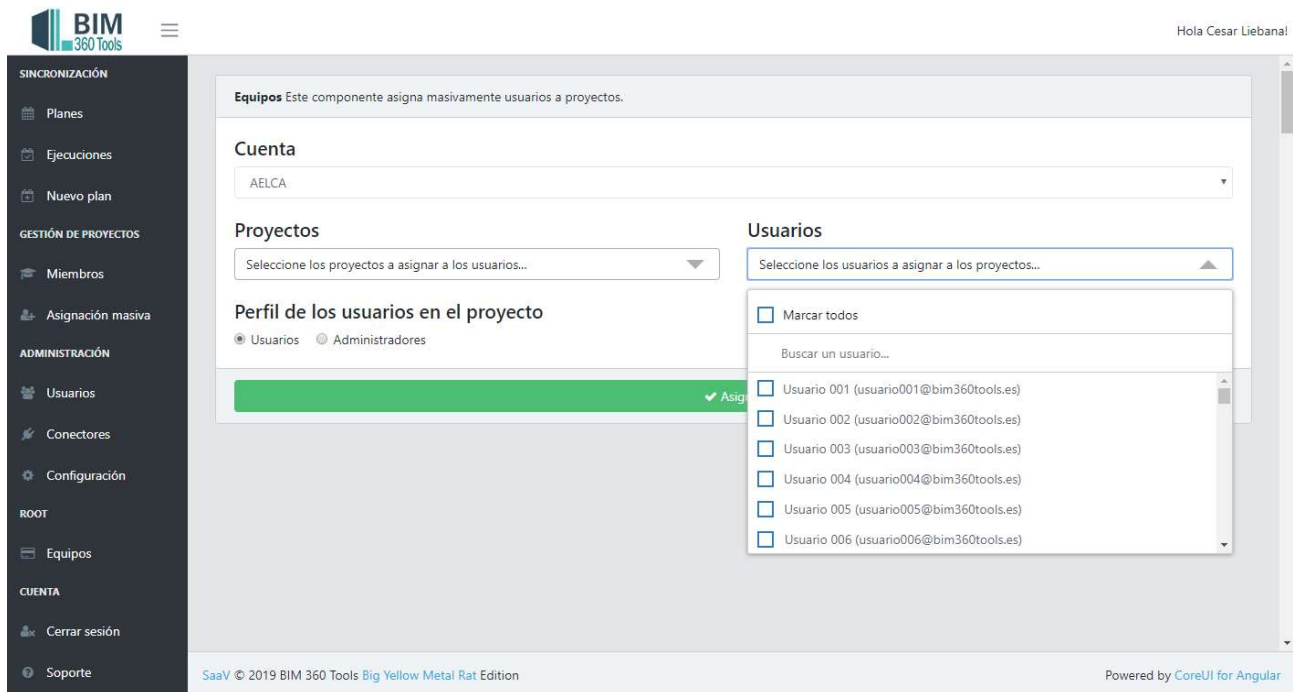 BIM
360 Tools
Hola Cesar Liebana!
SINCRONIZACIÓN
Planes
Ejecuciones
Nuevo plan
GESTIÓN DE PROYECTOS
Miembros
Asignación masiva
ADMINISTRACIÓN
Usuarios
Conectores
Configuración
ROOT
Equipos
CUENTA
Cerrar sesión
Soporte
Equipos Este componente asigna masivamente usuarios a proyectos.
Cuenta
AELCA
Proyectos
Seleccione los proyectos a asignar a los usuarios...
Usuarios
Seleccione los usuarios a asignar a los proyectos...
Perfil de los usuarios en el proyecto
Usuarios Administradores
Marcar todos
Buscar un usuario...
Usuario 001 (usuario001@bim360tools.es)
Usuario 002 (usuario002@bim360tools.es)
Usuario 003 (usuario003@bim360tools.es)
Usuario 004 (usuario004@bim360tools.es)
Usuario 005 (usuario005@bim360tools.es)
Usuario 006 (usuario006@bim360tools.es)
SaaV © 2019 BIM 360 Tools Big Yellow Metal Rat Edition
Powered by CoreUI for Angular